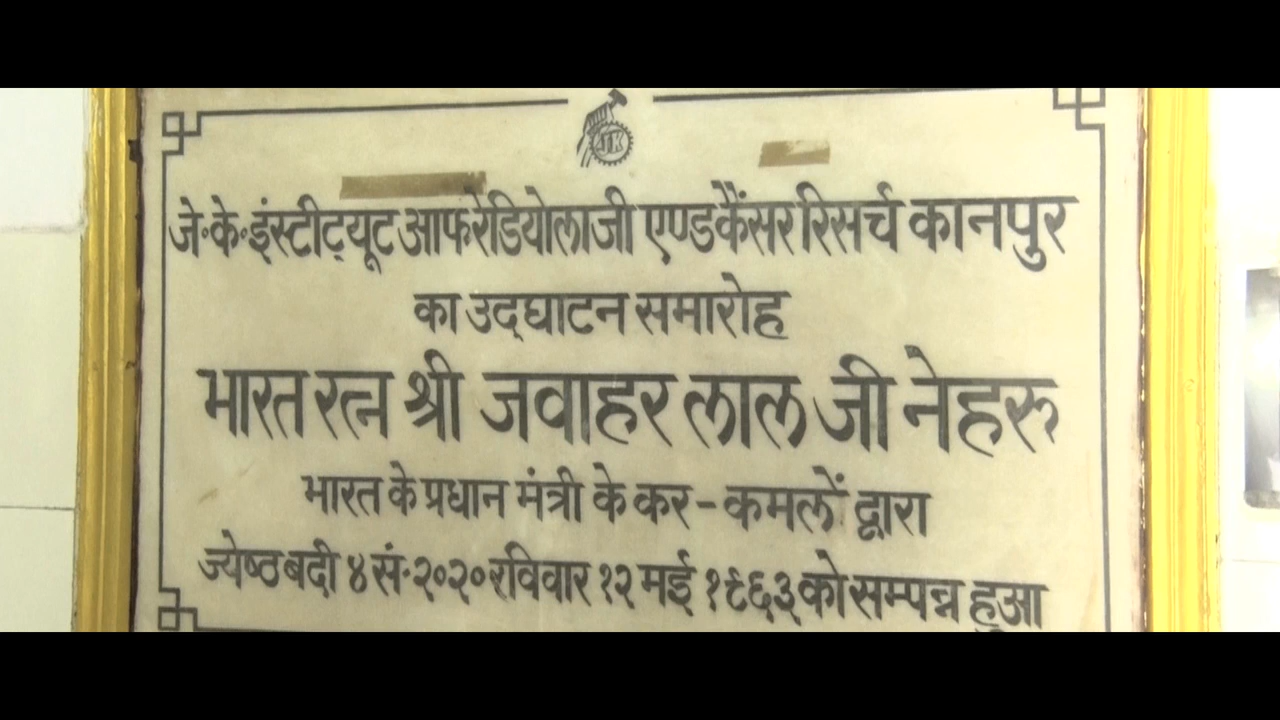 JK
जे॰के॰इंस्टीट्यूट आफ रेडियोलाजी एण्ड कैंसर रिसर्च कानपुर
का उद्घाटन समारोह
भारत रत्न श्री जवाहर लाल जी नेहरू
भारत के प्रधान मंत्री के कर-कमलों द्वारा
ज्येष्ठ बदी ४ सं॰२०२० रविवार १२ मई १९६३ को सम्पन्न हुआ